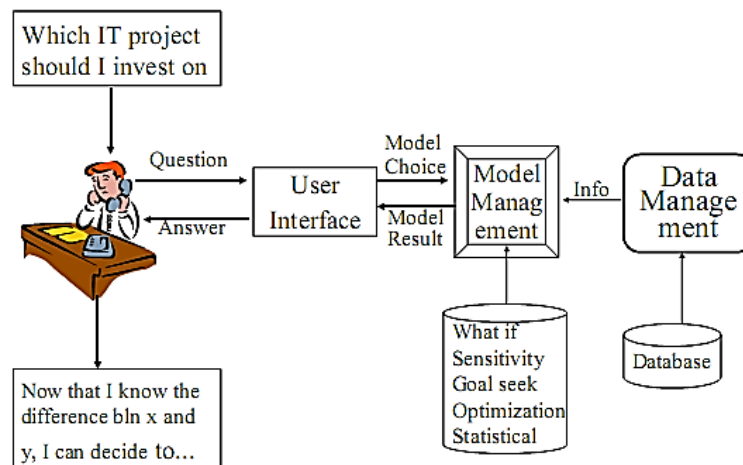 Which IT project
should I invest on
Question
Answer
User
Interface
Model
Choice
Model
Result
Model
Manag
ement
Info
Data
Manage
ment
What if
Sensitivity
Goal seek
Optimization
Statistical
Database
Now that I know the
difference bln x and
y, I can decide to...